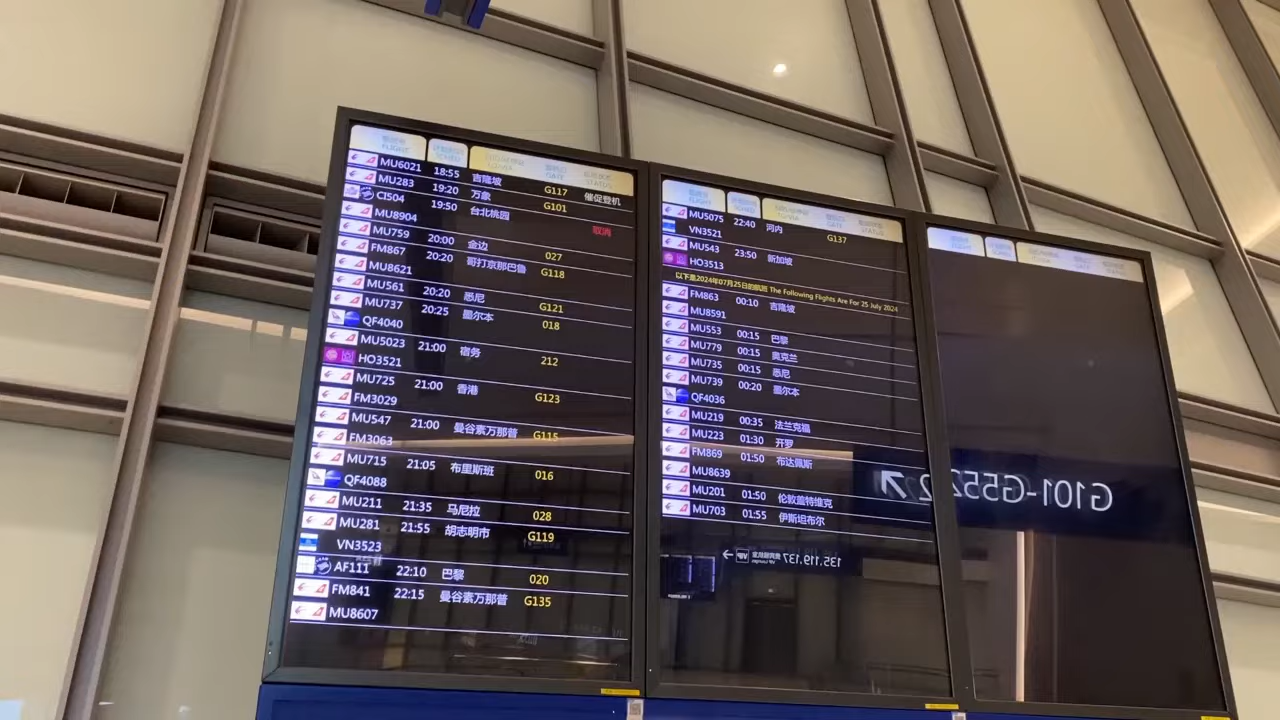 FLIGHT
GATE
STATUS
MU6021 18:55 吉隆坡 G117 催促登机
MU283 19:20 万象 G101
CI504 19:50 台北桃园 取消
MU8904
MU759 20:00 金边 027
FM867 20:20 哥打京那巴鲁 G118
MU8621
MU561 20:20 悉尼 G121
MU737 20:25 墨尔本 018
QF4040
MU5023 21:00 宿务 212
HO3521
MU725 21:00 香港 G123
FM3029
MU547 21:00 曼谷素万那普 G115
FM3063
MU715 21:05 布里斯班 016
QF4088
MU211 21:35 马尼拉 028
MU281 21:55 胡志明市 G119
VN3523
AF111 22:10 巴黎 020
FM841 22:15 曼谷素万那普 G135
MU8607
MU5075 22:40 河内 G137
VN3521
MU543 23:50 新加坡
HO3513
以下是2024年07月25日的航班 The Following Flights Are For 25 July 2024
FM863 00:10 吉隆坡
MU8591
MU553 00:15 巴黎
MU779 00:15 奥克兰
MU735 00:15 悉尼
MU739 00:20 墨尔本
QF4036
MU219 00:35 法兰克福
MU223 01:30 开罗
FM869 01:50 布达佩斯
MU8639
MU201 01:50 伦敦盖特维克
MU703 01:55 伊斯坦布尔
G101-G552
135.119.137